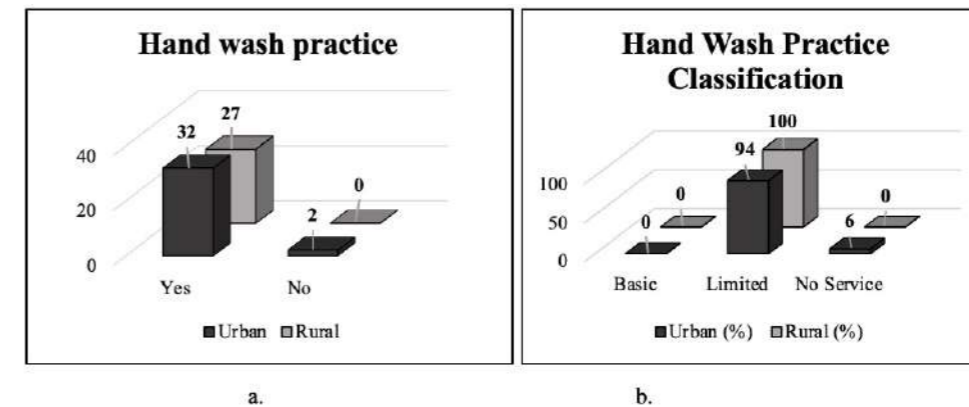 Hand wash practice
32
27
0
2
40
20
0
Yes
No
Urban
Rural
Hand Wash Practice
Classification
100
94
0
0
0
6
100
50
0
Basic
Limited
No Service
Urban (%)
Rural (%)
a.
b.